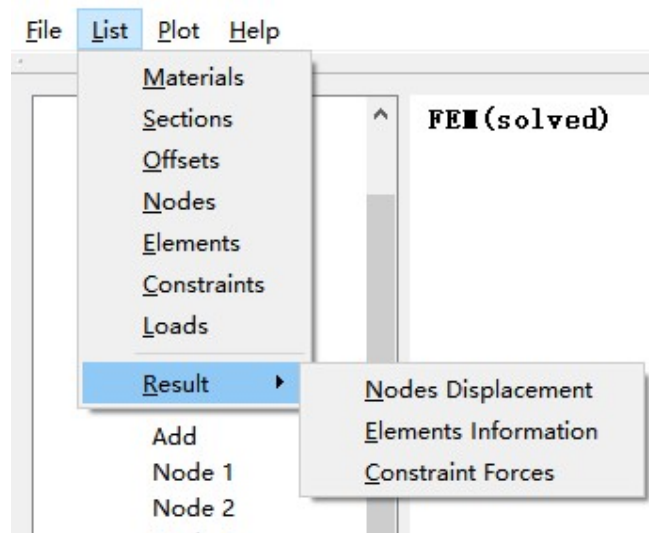 File List Plot Help
Materials
Sections
Offsets
Nodes
Elements
Constraints
Loads
Result
Nodes Displacement
Elements Information
Constraint Forces
Add
Node 1
Node 2
FEM(solved)